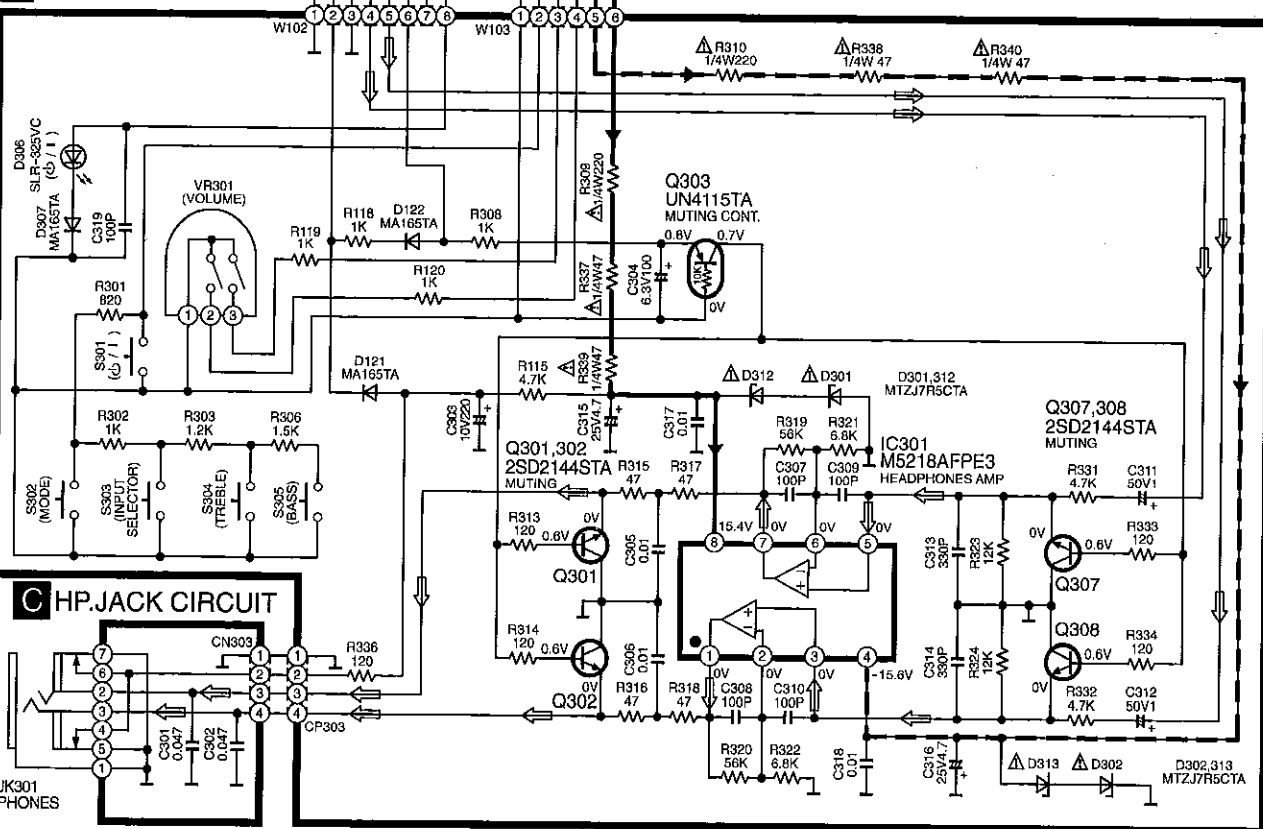 W102
1 2 3 4 5 6 7 8
W103
1 2 3 4 5 6
⚠R310
1/4W220
⚠R338
1/4W 47
⚠R340
1/4W 47
D306
SLR-325VC
(⏻ / I )
D307
MA165TA
C319
100P
VR301
(VOLUME)
1 2 3
R119
1K
R118
1K
D122
MA165TA
R308
1K
R120
1K
R309
⚠1/4W220
R337
⚠1/4W47
C304
6.3V100
+
Q303
UN4115TA
MUTING CONT.
0.8V
0.7V
10K
0V
R301
820
S301
(⏻ / I )
D121
MA165TA
R115
4.7K
⚠
R339
1/4W47
C303
10V220
+
C315
25V4.7
+
C317
0.01
⚠D312
⚠D301
D301,312
MTZJ7R5CTA
R302
1K
R303
1.2K
R306
1.5K
S302
(MODE)
S303
(INPUT
SELECTOR)
S304
(TREBLE)
S305
(BASS)
Q301,302
2SD2144STA
MUTING
R315
47
R317
47
R319
56K
R321
6.8K
C307
100P
C309
100P
IC301
M5218AFPE3
HEADPHONES AMP
Q307,308
2SD2144STA
MUTING
R331
4.7K
C311
50V1
+
R313
120
0.6V
0V
Q301
C305
0.01
15.4V
0V
0V
0V
8 7 6 5
C313
330P
R323
12K
0V
0.6V
R333
120
Q307
R314
120
0.6V
0V
Q302
C306
0.01
- +
+ -
1 2 3 4
0V
0V
0V
-15.6V
C314
330P
R324
12K
Q308
0.6V
0V
R334
120
R316
47
R318
47
C308
100P
C310
100P
R332
4.7K
C312
50V1
+
R320
56K
R322
6.8K
C318
0.01
C316
25V4.7
+
⚠D313
⚠D302
D302,313
MTZJ7R5CTA
C HP.JACK CIRCUIT
CN303
1 1
2 2
3 3
4 4
CP303
R336
120
7
6
2
3
4
5
1
C301
0.047
C302
0.047
JK301
PHONES